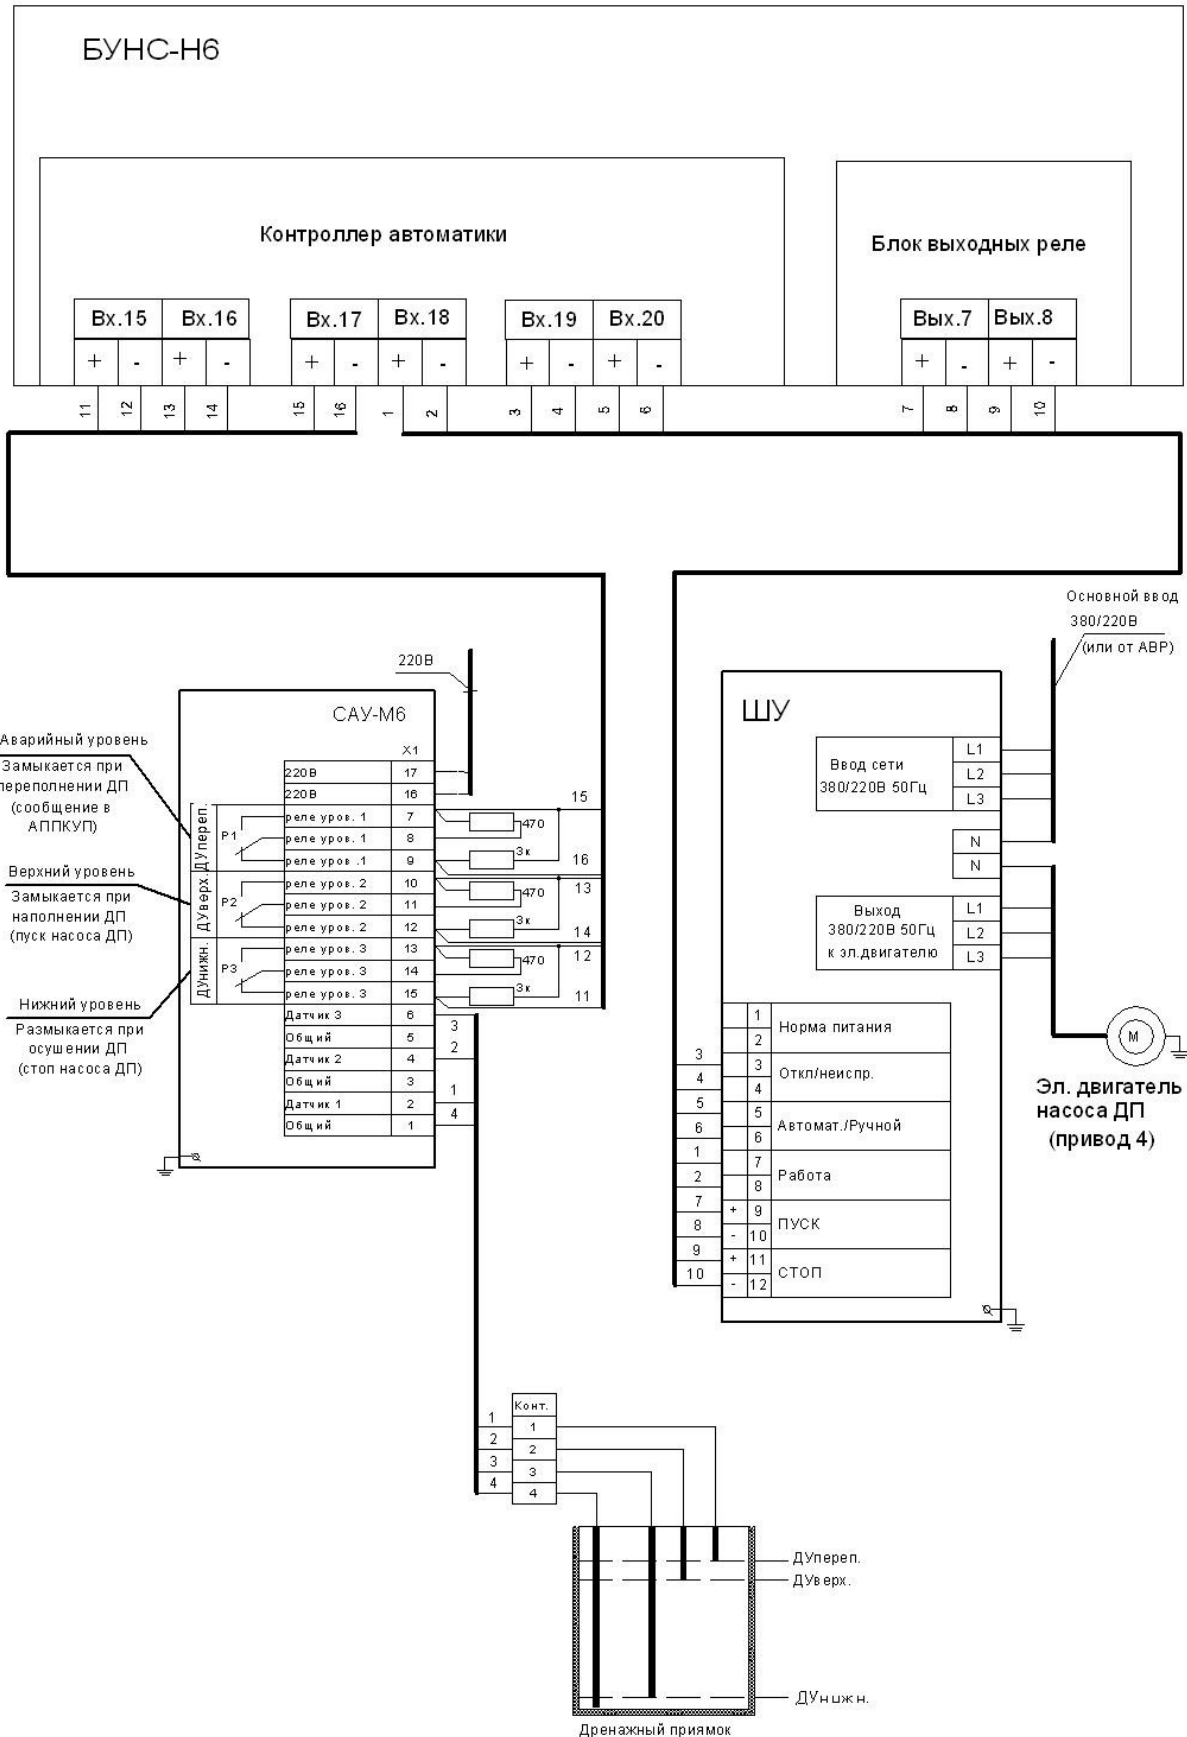 БУНС-Н6
Контроллер автоматики
Блок выходных реле
Вх.15 Вх.16 Вх.17 Вх.18 Вх.19 Вх.20 Вых.7 Вых.8
+ - + - + - + - + - + - + - + -
11 12 13 14 15 16 1 2 3 4 5 6 7 8 9 10
Основной ввод
380/220В
(или от АВР)
220В
САУ-М6
X1
220В 17
220В 16
реле уров. 1 7
реле уров. 1 8
реле уров .1 9
реле уров. 2 10
реле уров. 2 11
реле уров. 2 12
реле уров. 3 13
реле уров. 3 14
реле уров. 3 15
Датчик 3 6
Общий 5
Датчик 2 4
Общий 3
Датчик 1 2
Общий 1
ДУпереп.
Р1
ДУверх.
Р2
ДУнижн.
Р3
Аварийный уровень
Замыкается при
переполнении ДП
(сообщение в
АППКУП)
Верхний уровень
Замыкается при
наполнении ДП
(пуск насоса ДП)
Нижний уровень
Размыкается при
осушении ДП
(стоп насоса ДП)
470
3к
470
3к
470
3к
15
16
13
14
12
11
3
2
1
4
ШУ
Ввод сети
380/220В 50Гц
L1
L2
L3
N
N
Выход
380/220В 50Гц
к эл.двигателю
L1
L2
L3
1
2
Норма питания
3 3
4 4
Откл/неиспр.
5 5
6 6
Автомат./Ручной
1 7
2 8
Работа
7 + 9
8 - 10
ПУСК
9 + 11
10 - 12
СТОП
М
Эл. двигатель
насоса ДП
(привод 4)
Конт.
1 1
2 2
3 3
4 4
ДУпереп.
ДУверх.
ДУнижн.
Дренажный приямок